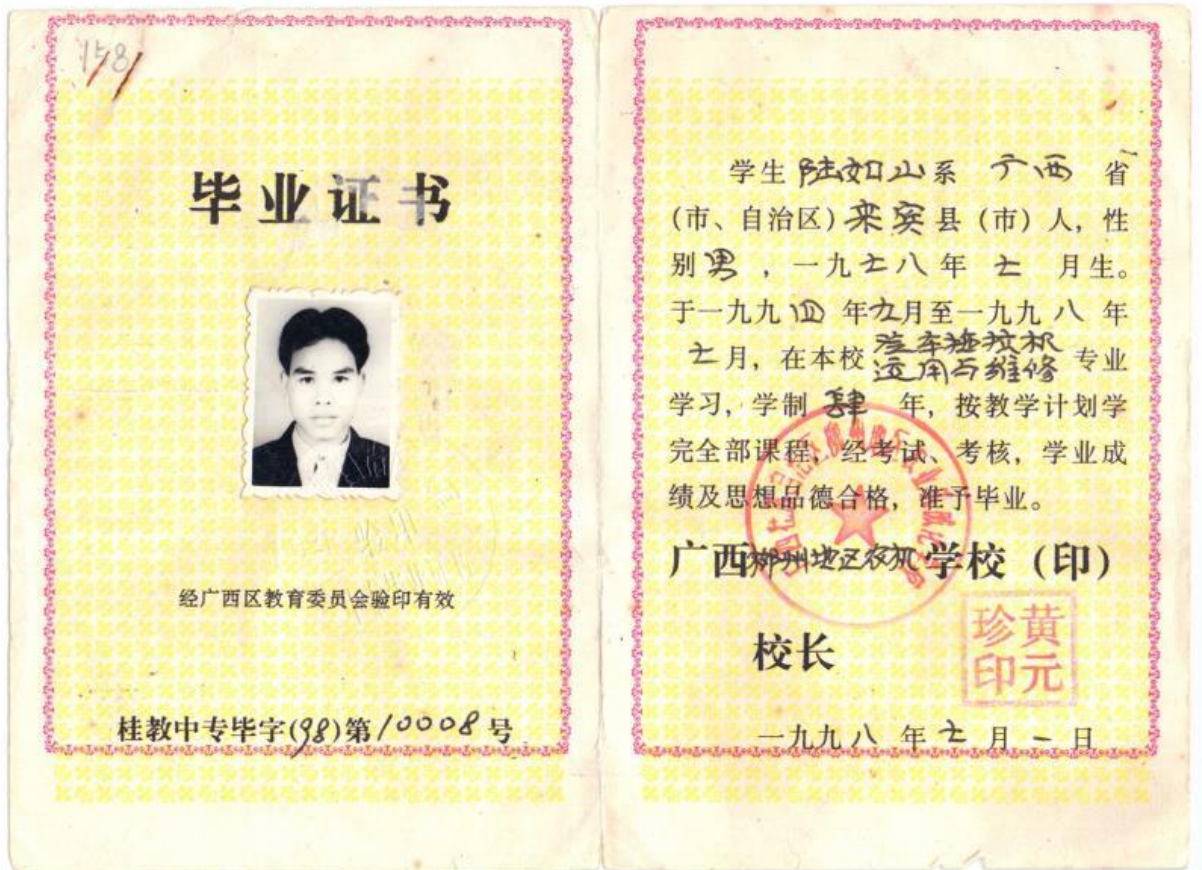 158
毕业证书
经广西区教育委员会验印有效
桂教中专毕字(98)第10008号
学生陆如山系 广西 省
(市、自治区)来宾县(市)人，性
别男，一九七八年 七 月生。
于一九九四 年九月至一九九八 年
七月，在本校 汽车拖拉机
运用与维修 专业
学习，学制 肆 年，按教学计划学
完全部课程，经考试、考核，学业成
绩及思想品德合格，准予毕业。
广西柳州地区农机学校（印）
校长
黄元
珍印
一九九八 年七月一日